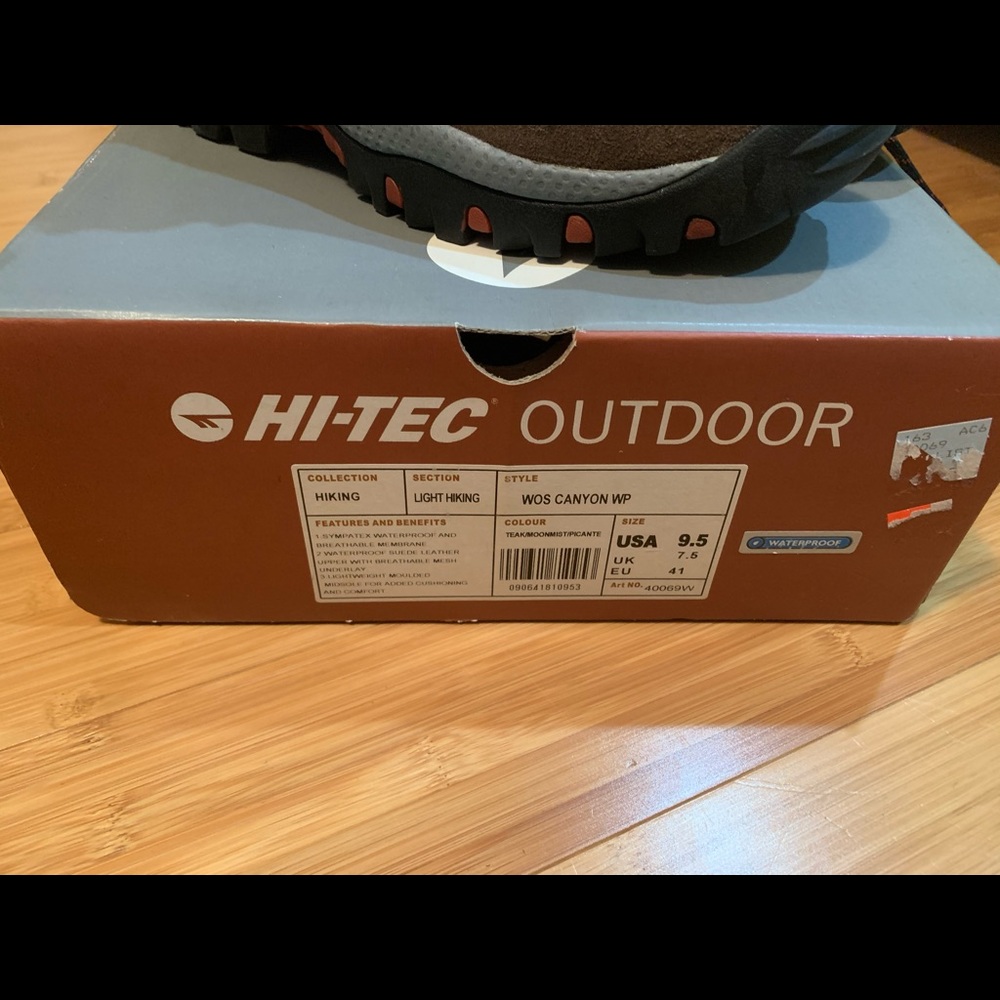 HI-TEC® OUTDOOR
COLLECTION
HIKING
SECTION
LIGHT HIKING
STYLE
WOS CANYON WP
FEATURES AND BENEFITS
1.SYMPATEX WATERPROOF AND
BREATHABLE MEMBRANE
2 WATERPROOF SUEDE LEATHER
UPPER WITH BREATHABLE MESH
UNDERLAY
3.LIGHTWEIGHT MOULDED
MIDSOLE FOR ADDED CUSHIONING
AND COMFORT
COLOUR
TEAK/MOONMIST/PICANTE
090641810953
SIZE
USA 9.5
UK 7.5
EU 41
Art NO. 40069W
WATERPROOF
163 AC6